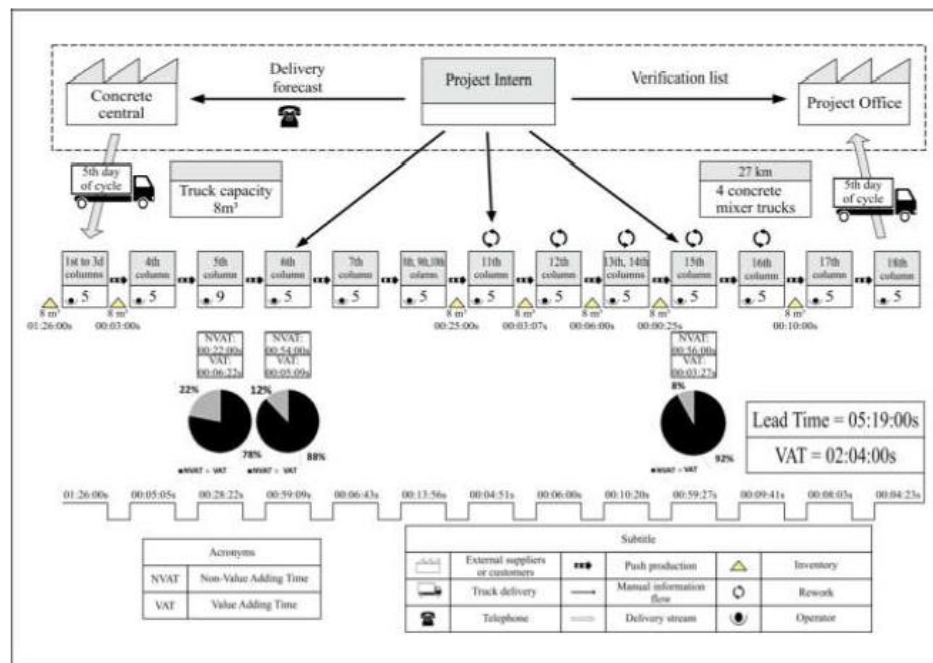 Concrete
central
Delivery
forecast
Project Intern
Verification list
Project Office
5th day
of cycle
Truck capacity
8m³
27 km
4 concrete
mixer trucks
5th day
of cycle
1st to 3d
columns
5
4th
column
5
5th
column
9
6th
column
5
7th
column
5
8th, 9th,10th
column
5
11th
column
5
12th
column
5
13th, 14th
column
5
15th
column
5
16th
column
5
17th
column
5
18th
column
5
8 m³
01:26:00s
8 m³
00:03:00s
8 m³
00:25:00s
8 m³
00:03:07s
8 m³
00:06:00s
8 m³
00:00:25s
8 m³
00:10:00s
NVAT:
00:22:00s
VAT:
00:06:22s
NVAT:
00:54:00s
VAT:
00:05:09s
NVAT:
00:56:00s
VAT:
00:03:27s
22%
78%
NVAT VAT
12%
88%
NVAT VAT
8%
92%
NVAT VAT
Lead Time = 05:19:00s
VAT = 02:04:00s
01:26:00s 00:05:05s 00:28:22s 00:59:09s 00:06:43s 00:13:56s 00:04:51s 00:06:00s 00:10:20s 00:59:27s 00:09:41s 00:08:03s 00:04:23s
Acronyms
NVAT Non-Value Adding Time
VAT Value Adding Time
Subtitle
External suppliers
or customers
Push production
Inventory
Truck delivery
Manual information
flow
Rework
Telephone
Delivery stream
Operator